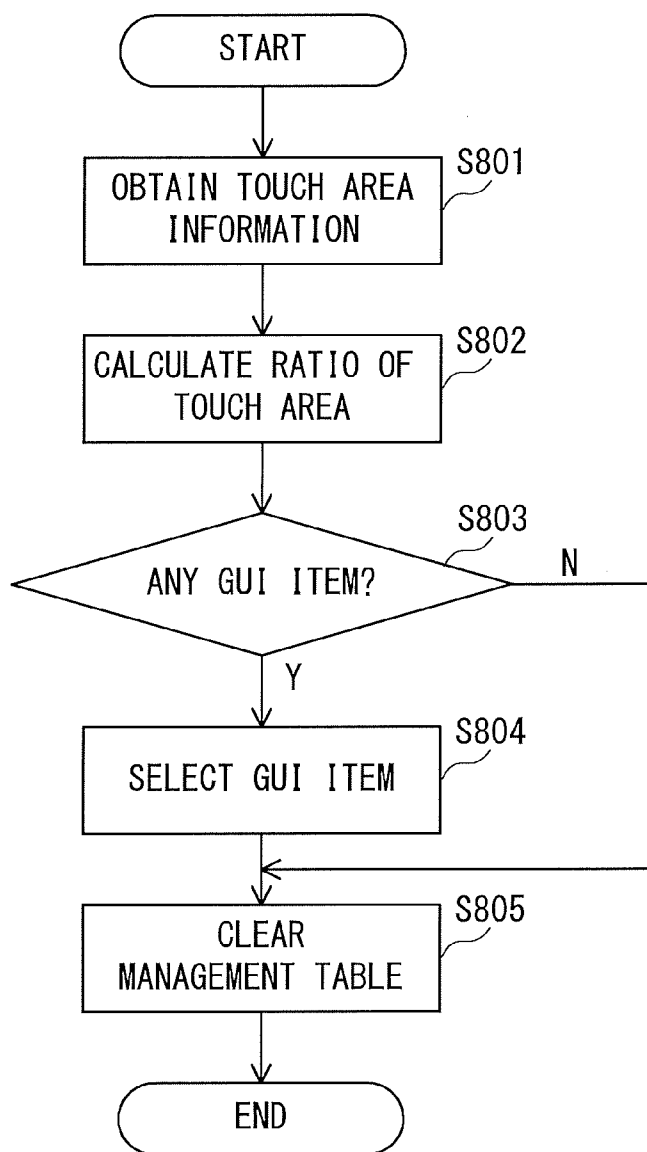 START
S801
OBTAIN TOUCH AREA
INFORMATION
S802
CALCULATE RATIO OF
TOUCH AREA
S803
ANY GUI ITEM?
N
Y
S804
SELECT GUI ITEM
S805
CLEAR
MANAGEMENT TABLE
END